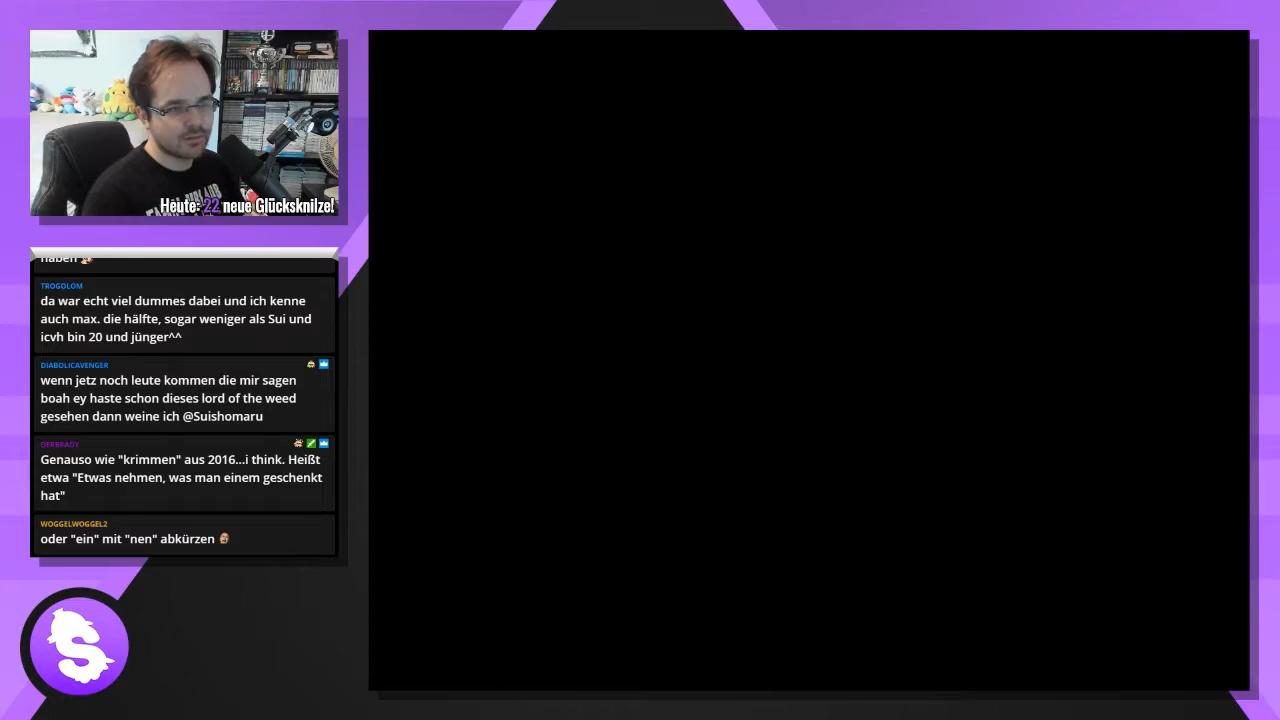 Heute: 22 neue Glücksknilze!
haben
TROGOLOM
da war echt viel dummes dabei und ich kenne
auch max. die hälfte, sogar weniger als Sui und
icvh bin 20 und jünger^^
DIABOLICAVENGER
wenn jetz noch leute kommen die mir sagen
boah ey haste schon dieses lord of the weed
gesehen dann weine ich @Suishomaru
DERBRADY
Genauso wie "krimmen" aus 2016...i think. Heißt
etwa "Etwas nehmen, was man einem geschenkt
hat"
WOGGELWOGGEL2
oder "ein" mit "nen" abkürzen
S